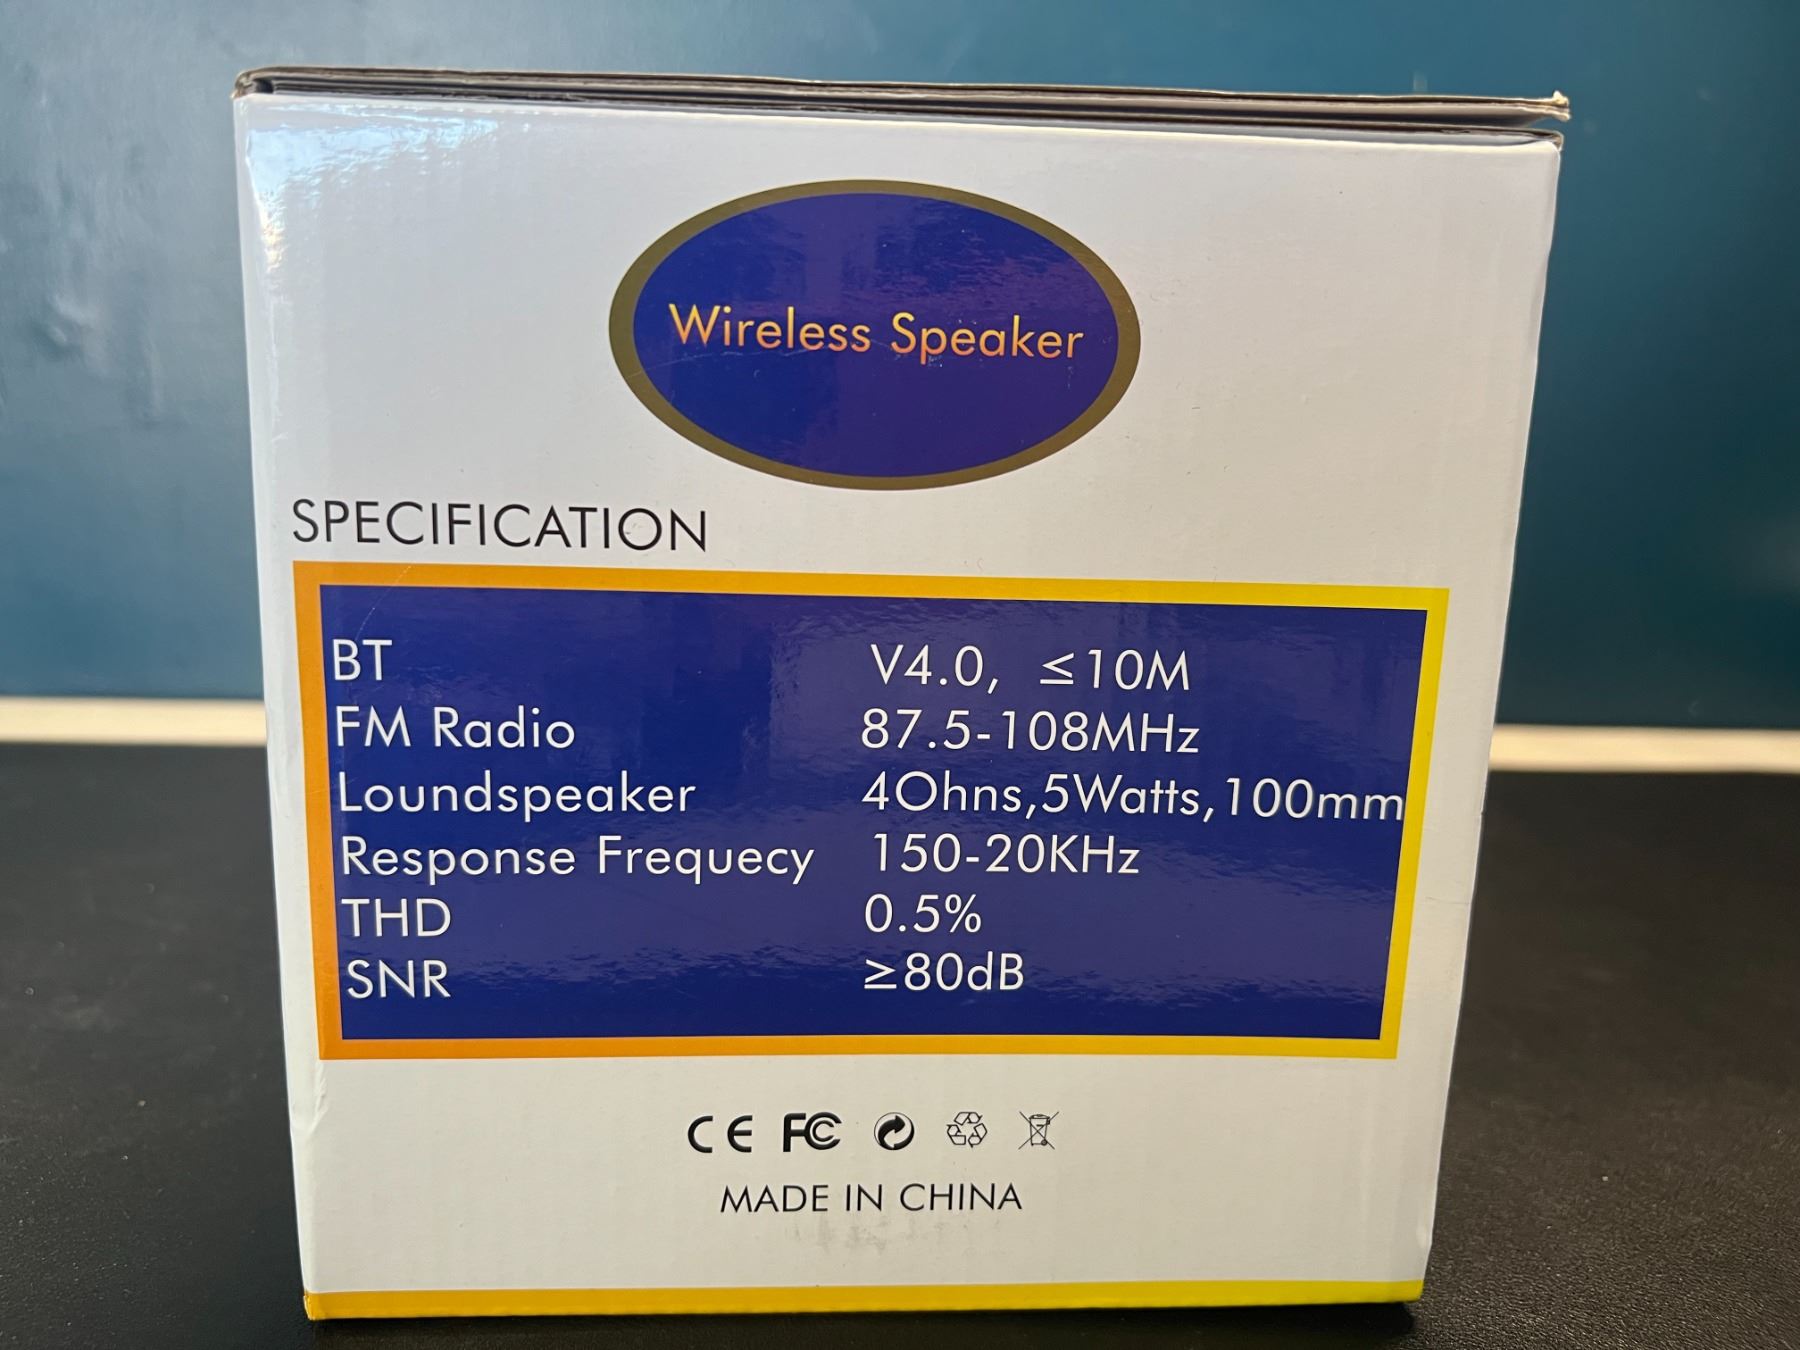 Wireless Speaker
SPECIFICATION
BT V4.0, ≤10M
FM Radio 87.5-108MHz
Loundspeaker 4Ohns,5Watts,100mm
Response Frequecy 150-20KHz
THD 0.5%
SNR ≥80dB
CE FC
MADE IN CHINA